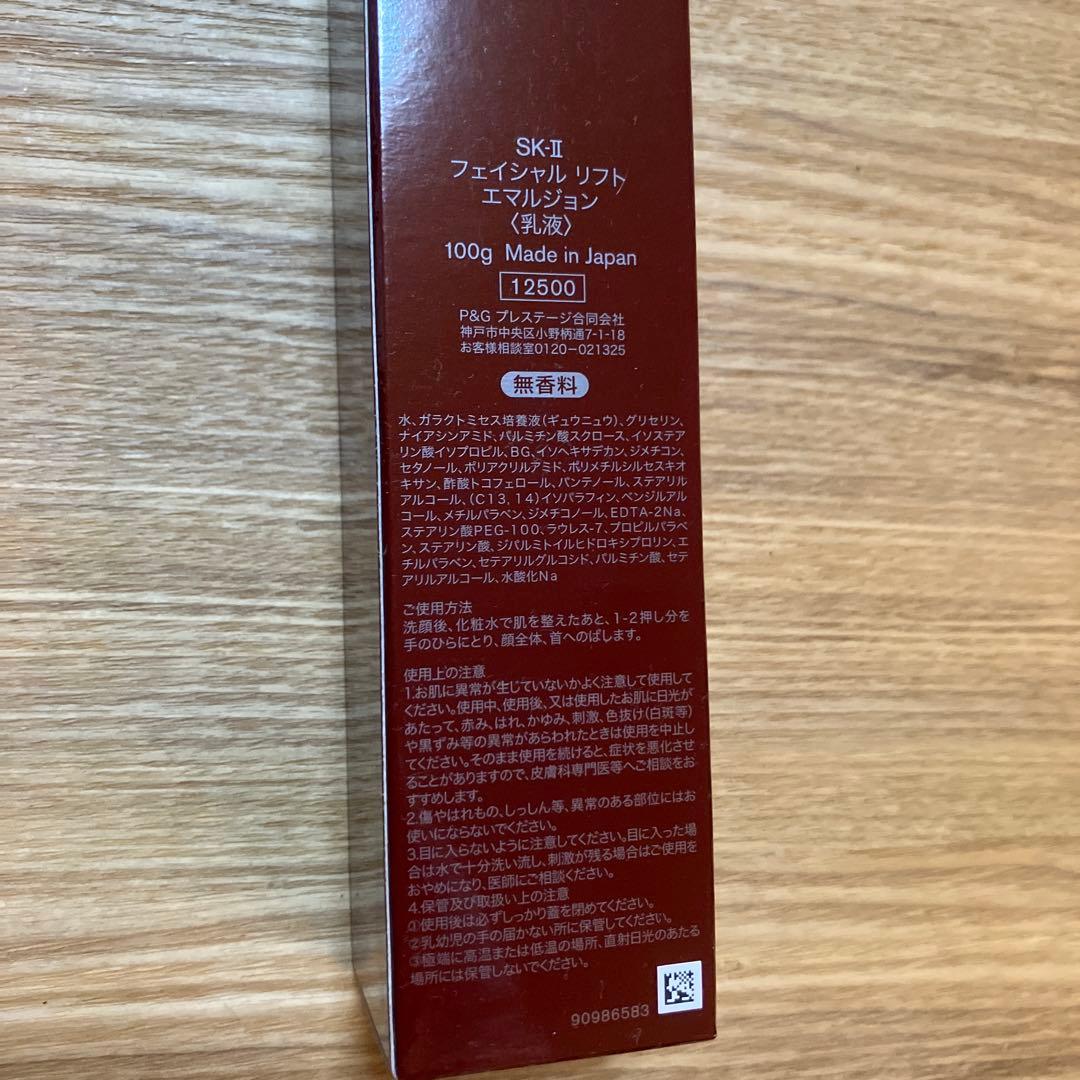 SK-II
フェイシャル リフト
エマルジョン
〈乳液〉
100g Made in Japan
12500
P&G プレステージ合同会社
神戸市中央区小野柄通7-1-18
お客様相談室0120-021325
無香料
水、ガラクトミセス培養液(ギュウニュウ)、グリセリン、
ナイアシンアミド、パルミチン酸スクロース、イソステア
リン酸イソプロピル、BG、イソヘキサデカン、ジメチコン、
セタノール、ポリアクリルアミド、ポリメチルシルセスキオ
キサン、酢酸トコフェロール、パンテノール、ステアリル
アルコール、(C13,14)イソパラフィン、ベンジルアル
コール、メチルパラベン、ジメチコノール、EDTA-2Na、
ステアリン酸PEG-100、ラウレス-7、プロピルパラベ
ン、ステアリン酸、ジパルミトイルヒドロキシプロリン、エ
チルパラベン、セテアリルグルコシド、パルミチン酸、セテ
アリルアルコール、水酸化Na
ご使用方法
洗顔後、化粧水で肌を整えたあと、1-2押し分を
手のひらにとり、顔全体、首へのばします。
使用上の注意
1.お肌に異常が生じていないかよく注意して使用して
ください。使用中、使用後、又は使用したお肌に日光が
あたって、赤み、はれ、かゆみ、刺激、色抜け(白斑等)
や黒ずみ等の異常があらわれたときは使用を中止し
てください。そのまま使用を続けると、症状を悪化させ
ることがありますので、皮膚科専門医等へご相談をお
すすめします。
2.傷やはれもの、しっしん等、異常のある部位にはお
使いにならないでください。
3.目に入らないように注意してください。目に入った場
合は水で十分洗い流し、刺激が残る場合はご使用を
おやめになり、医師にご相談ください。
4.保管及び取扱い上の注意
①使用後は必ずしっかり蓋を閉めてください。
②乳幼児の手の届かない所に保管してください。
③極端に高温または低温の場所、直射日光のあたる
場所には保管しないでください。
90986583